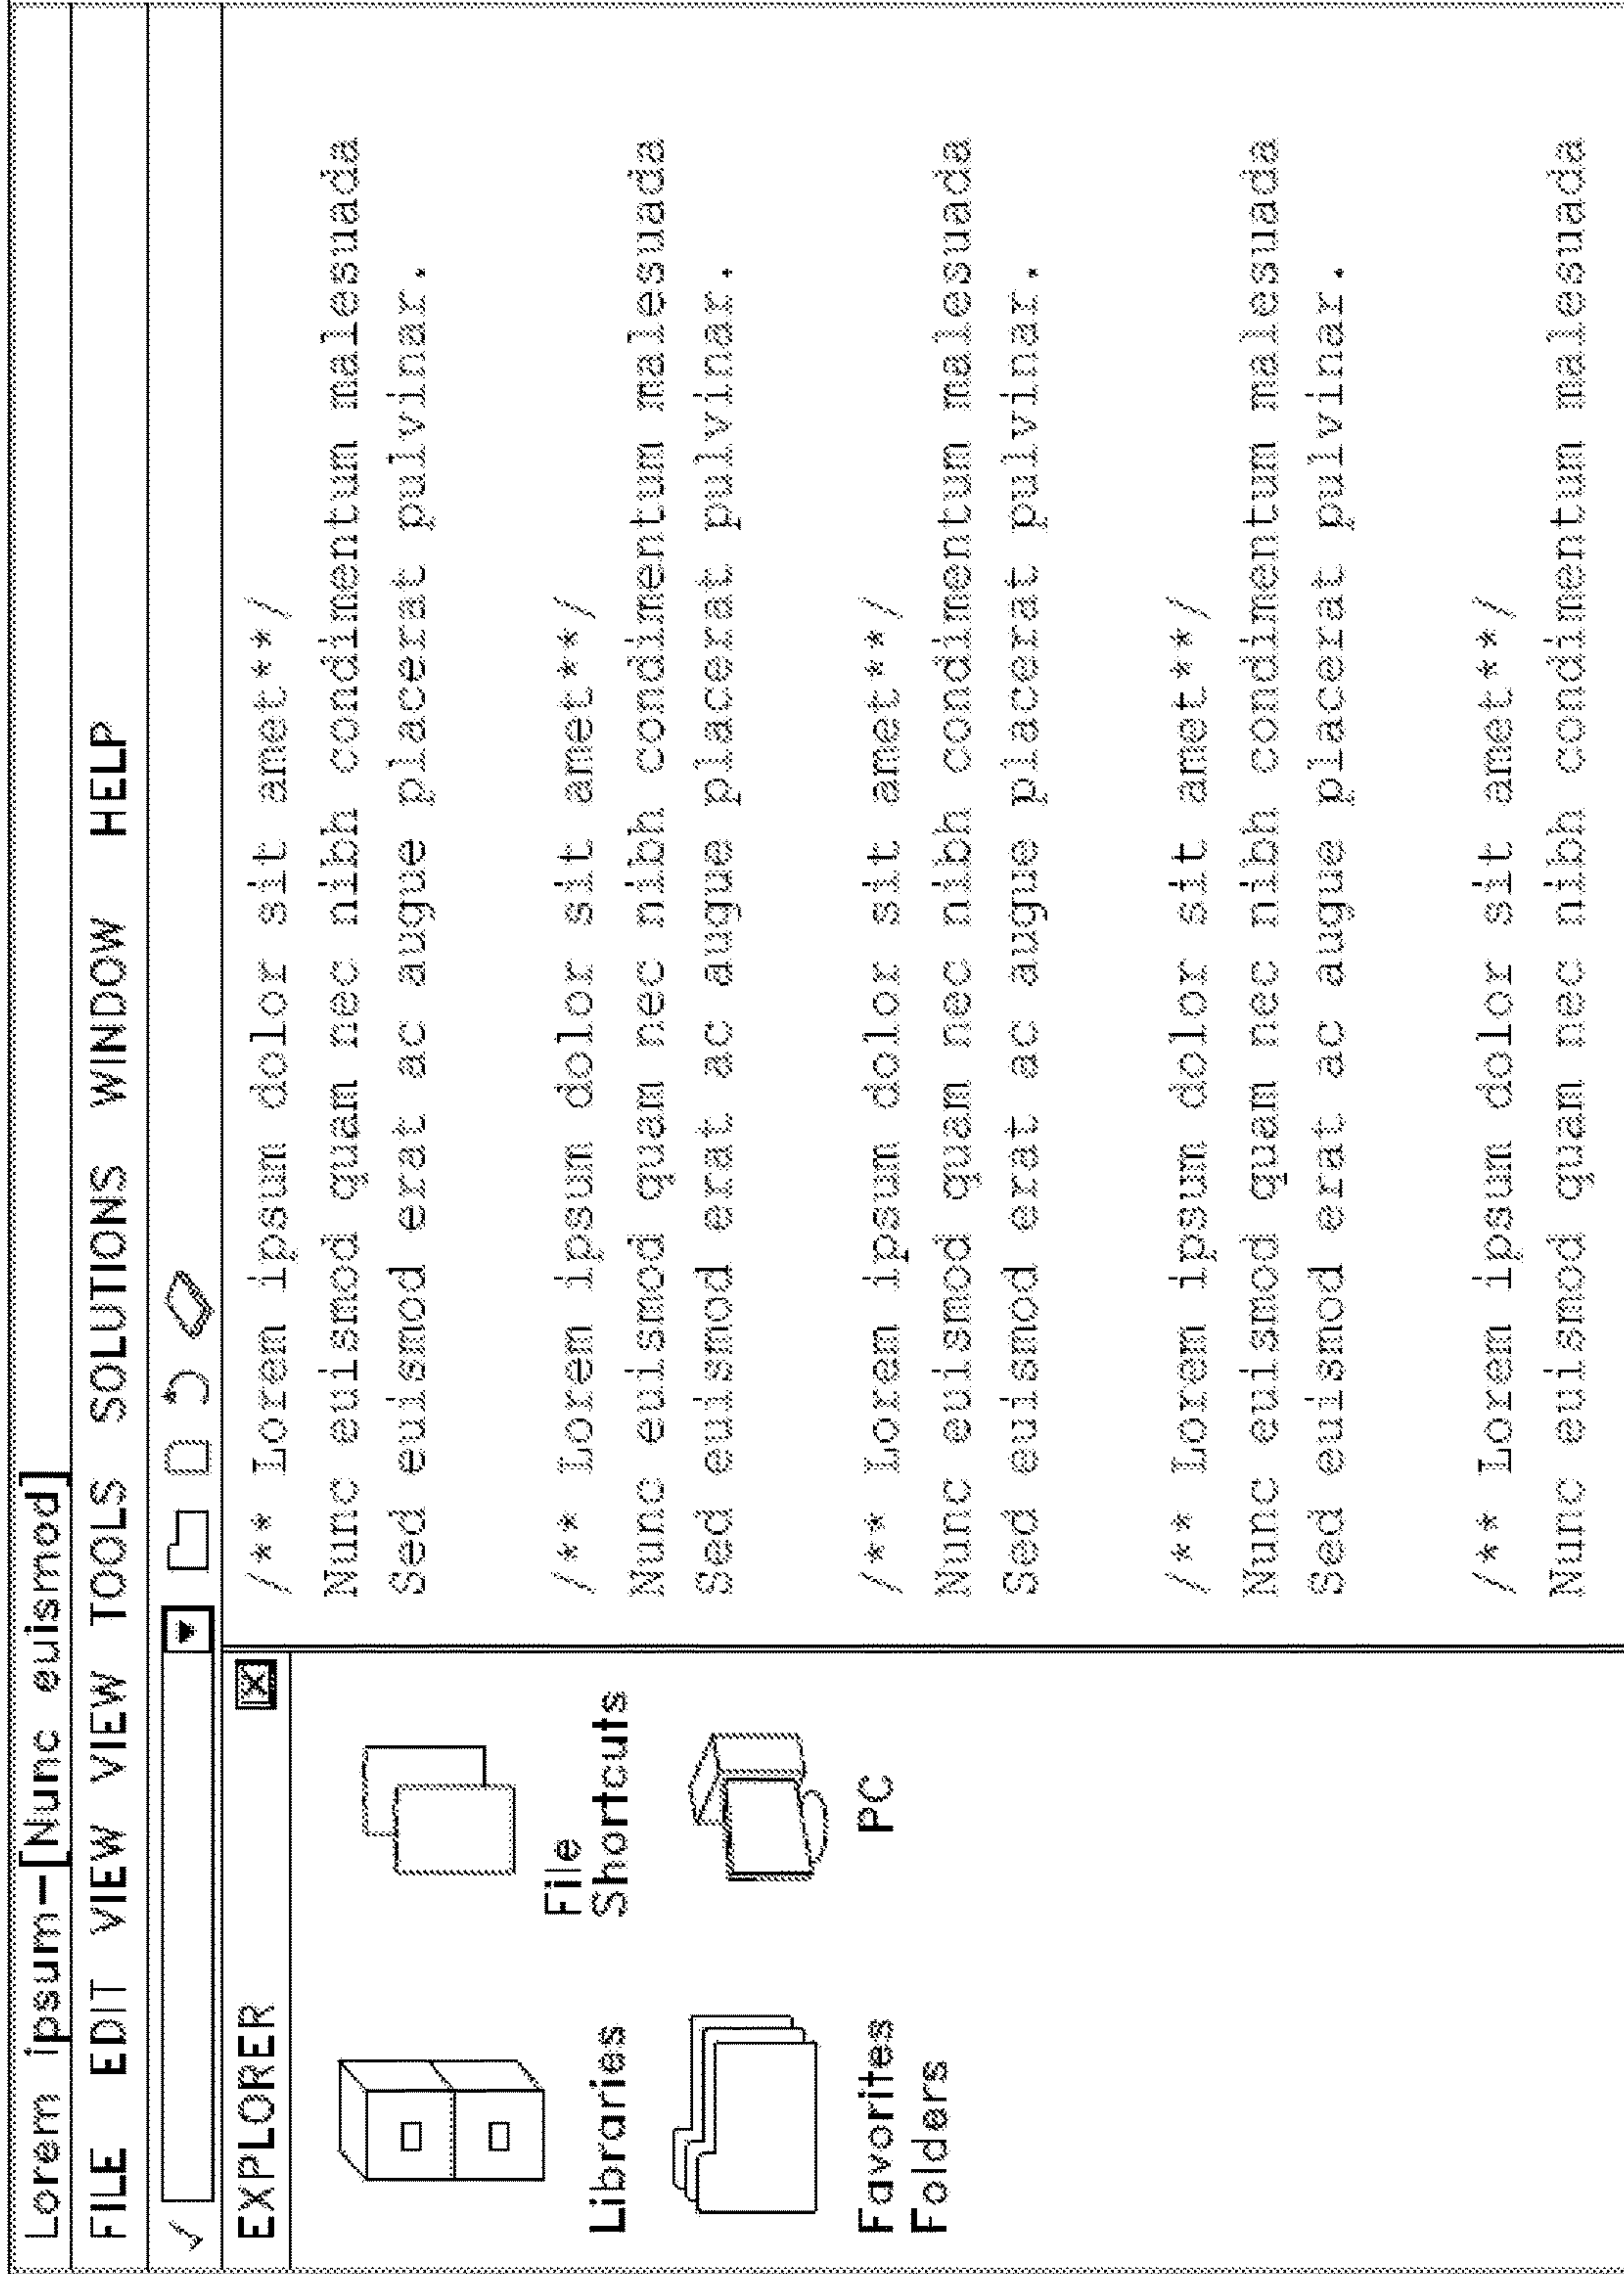 Lorem ipsum-[Nunc euismod]
FILE EDIT VIEW VIEW TOOLS SOLUTIONS WINDOW HELP
EXPLORER
Libraries
File
Shortcuts
Favorites
Folders
PC
/** Lorem ipsum dolor sit amet**/
Nunc euismod quam nec nibh condimentum malesuada
Sed euismod erat ac augue placerat pulvinar.
/** Lorem ipsum dolor sit amet**/
Nunc euismod quam nec nibh condimentum malesuada
Sed euismod erat ac augue placerat pulvinar.
/** Lorem ipsum dolor sit amet**/
Nunc euismod quam nec nibh condimentum malesuada
Sed euismod erat ac augue placerat pulvinar.
/** Lorem ipsum dolor sit amet**/
Nunc euismod quam nec nibh condimentum malesuada
Sed euismod erat ac augue placerat pulvinar.
/** Lorem ipsum dolor sit amet**/
Nunc euismod quam nec nibh condimentum malesuada